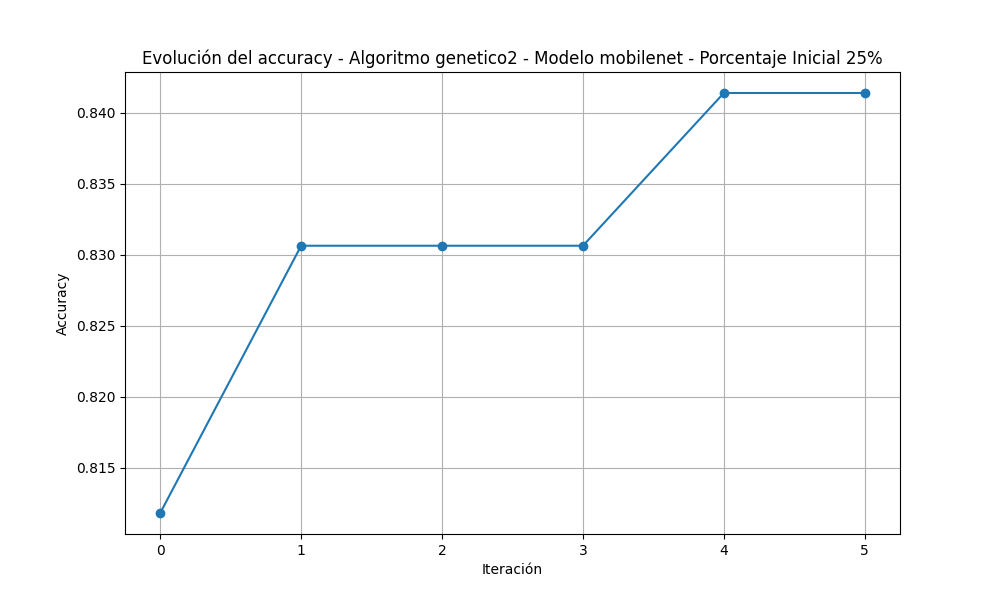 Evolución del accuracy - Algoritmo genetico2 - Modelo mobilenet - Porcentaje Inicial 25%
0.840
0.835
0.830
0.825
0.820
0.815
Accuracy
0 1 2 3 4 5
Iteración